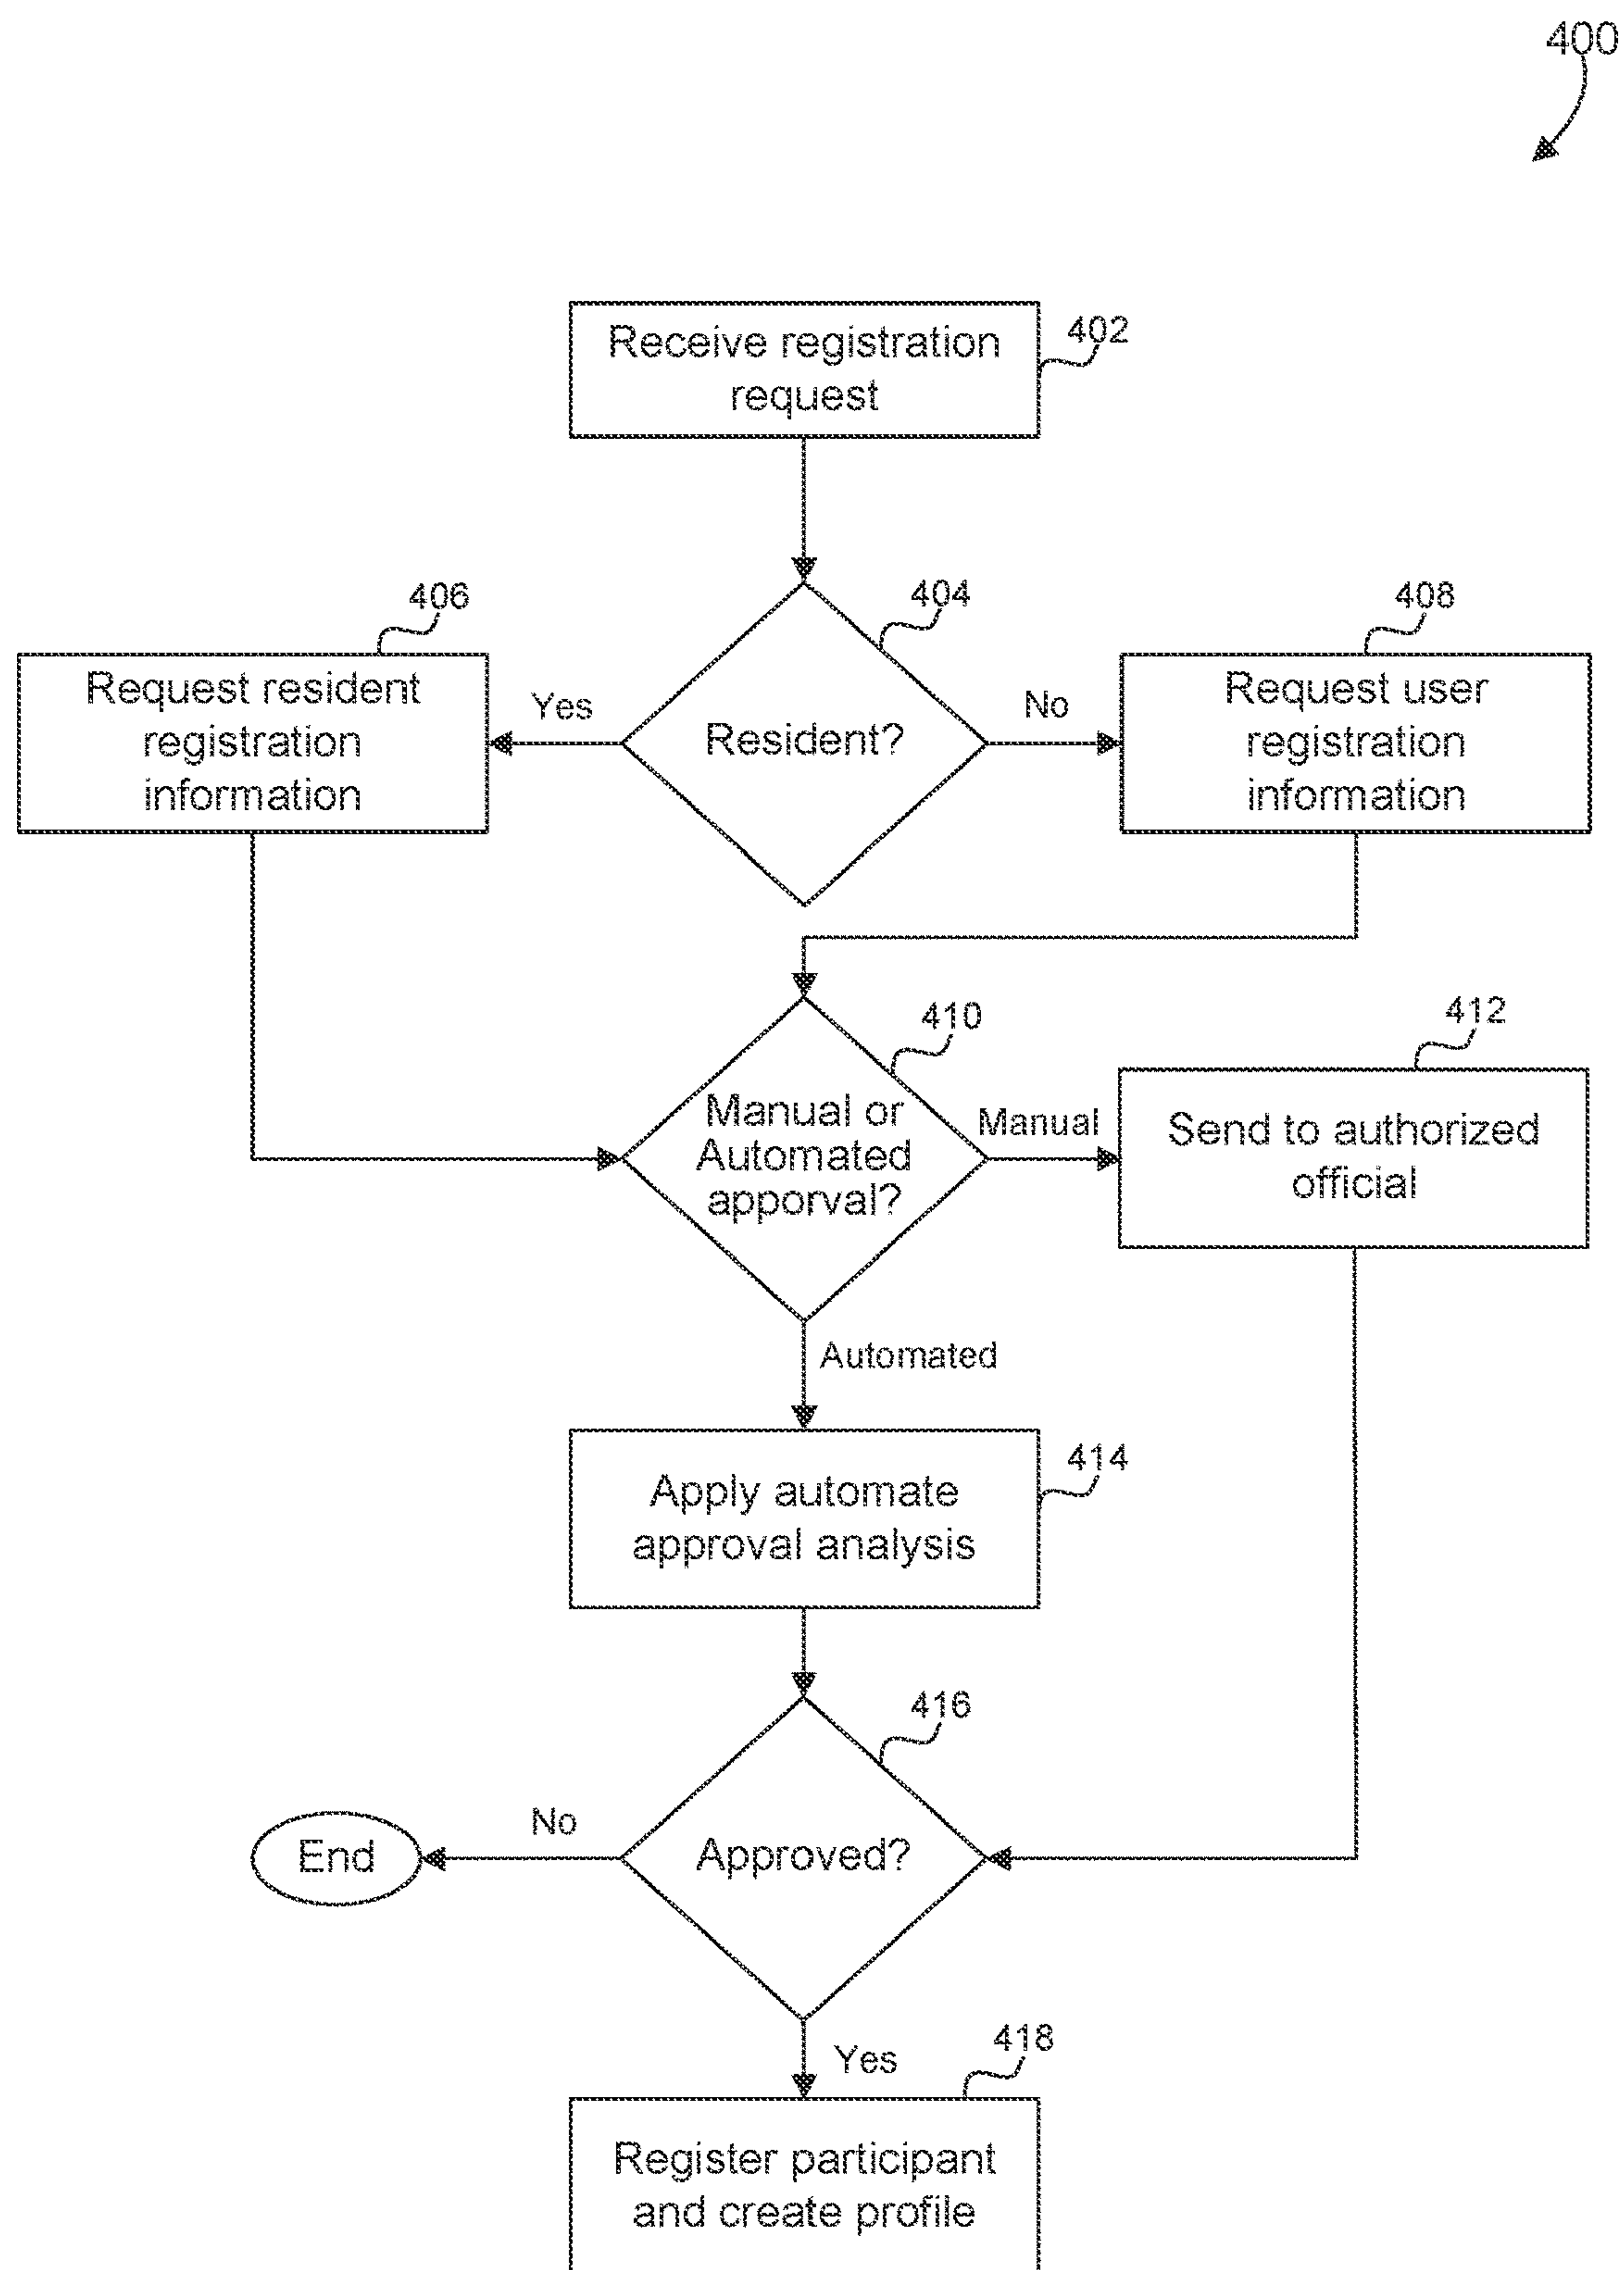 400
Receive registration
request
402
404
406
408
Request resident
registration
information
Yes
Resident?
No
Request user
registration
information
410
412
Manual or
Automated
apporval?
Manual
Send to authorized
official
Automated
Apply automate
approval analysis
414
416
No
End
Approved?
Yes
418
Register participant
and create profile